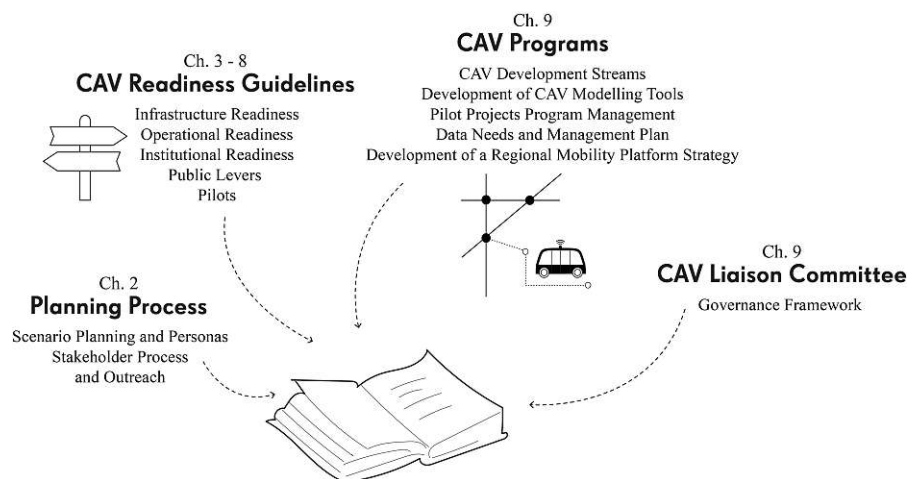 Ch. 3 - 8
CAV Readiness Guidelines
Infrastructure Readiness
Operational Readiness
Institutional Readiness
Public Levers
Pilots
Ch. 9
CAV Programs
CAV Development Streams
Development of CAV Modelling Tools
Pilot Projects Program Management
Data Needs and Management Plan
Development of a Regional Mobility Platform Strategy
Ch. 2
Planning Process
Scenario Planning and Personas
Stakeholder Process
and Outreach
Ch. 9
CAV Liaison Committee
Governance Framework